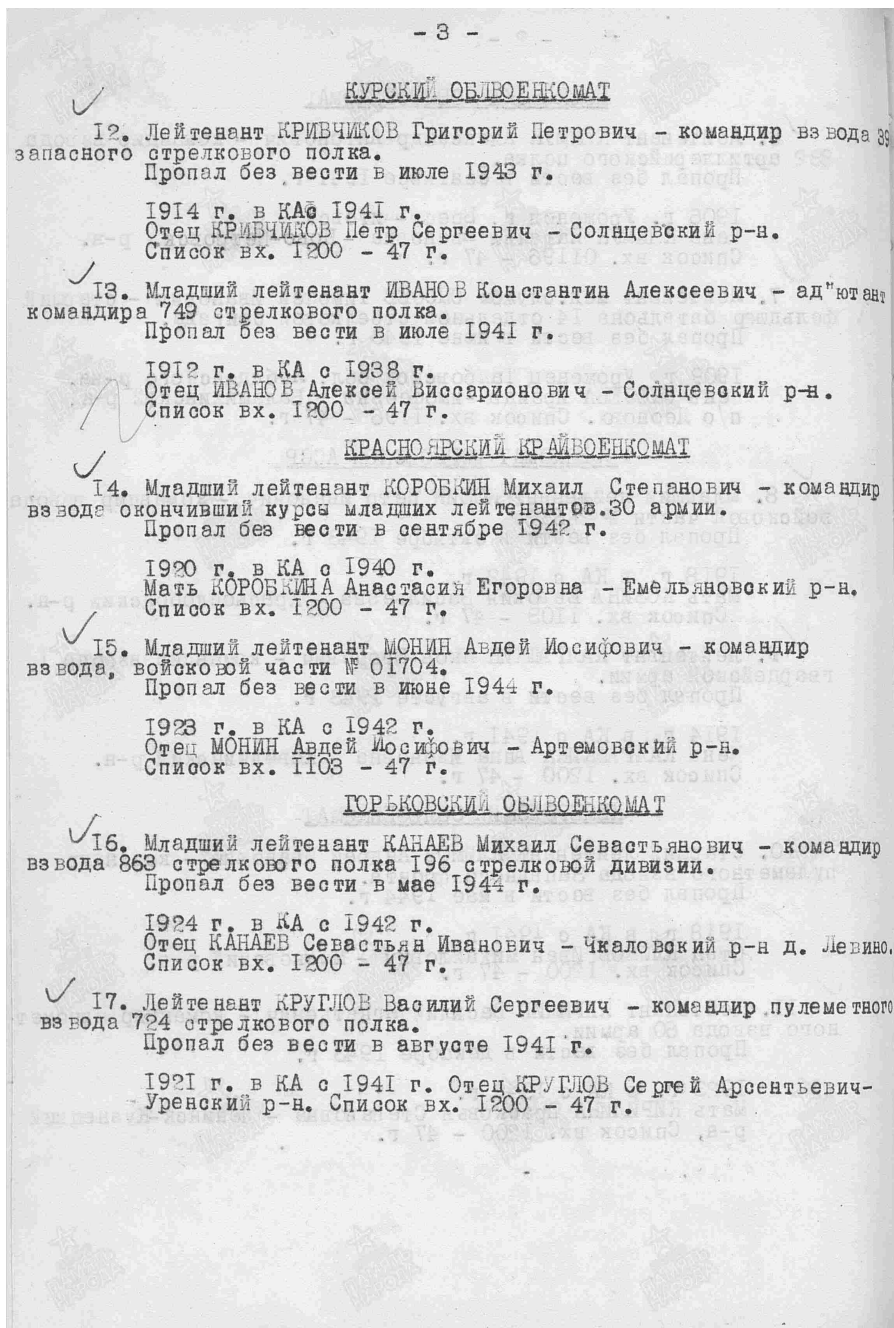 - 3 -
КУРСКИЙ ОБЛВОЕНКОМАТ
12. Лейтенант КРИВЧИКОВ Григорий Петрович - командир взвода 39
запасного стрелкового полка.
Пропал без вести в июле 1943 г.
1914 г. в КАс 1941 г.
Отец КРИВЧИКОВ Петр Сергеевич - Солнцевский р-н.
Список вх. 1200 - 47 г.
13. Младший лейтенант ИВАНОВ Константин Алексеевич - ад"ютант
командира 749 стрелкового полка.
Пропал без вести в июле 1941 г.
1912 г. в КА с 1938 г.
Отец ИВАНОВ Алексей Виссарионович - Солнцевский р-н.
Список вх. 1200 - 47 г.
КРАСНОЯРСКИЙ КРАЙВОЕНКОМАТ
14. Младший лейтенант КОРОБКИН Михаил Степанович - командир
взвода окончивший курсы младших лейтенантов.30 армии.
Пропал без вести в сентябре 1942 г.
1920 г. в КА с 1940 г.
Мать КОРОБКИНА Анастасия Егоровна - Емельяновский р-н.
Список вх. 1200 - 47 г.
15. Младший лейтенант МОНИН Авдей Иосифович - командир
взвода, войсковой части № 01704.
Пропал без вести в июне 1944 г.
1923 г. в КА с 1942 г.
Отец МОНИН Авдей Иосифович - Артемовский р-н.
Список вх. 1103 - 47 г.
ГОРЬКОВСКИЙ ОБЛВОЕНКОМАТ
16. Младший лейтенант КАНАЕВ Михаил Севастьянович - командир
взвода 863 стрелкового полка 196 стрелковой дивизии.
Пропал без вести в мае 1944 г.
1924 г. в КА с 1942 г.
Отец КАНАЕВ Севастьян Иванович - Чкаловский р-н д. Левино.
Список вх. 1200 - 47 г.
17. Лейтенант КРУГЛОВ Василий Сергеевич - командир пулеметного
взвода 724 стрелкового полка.
Пропал без вести в августе 1941 г.
1921 г. в КА с 1941 г. Отец КРУГЛОВ Сергей Арсентьевич-
Уренский р-н. Список вх. 1200 - 47 г.